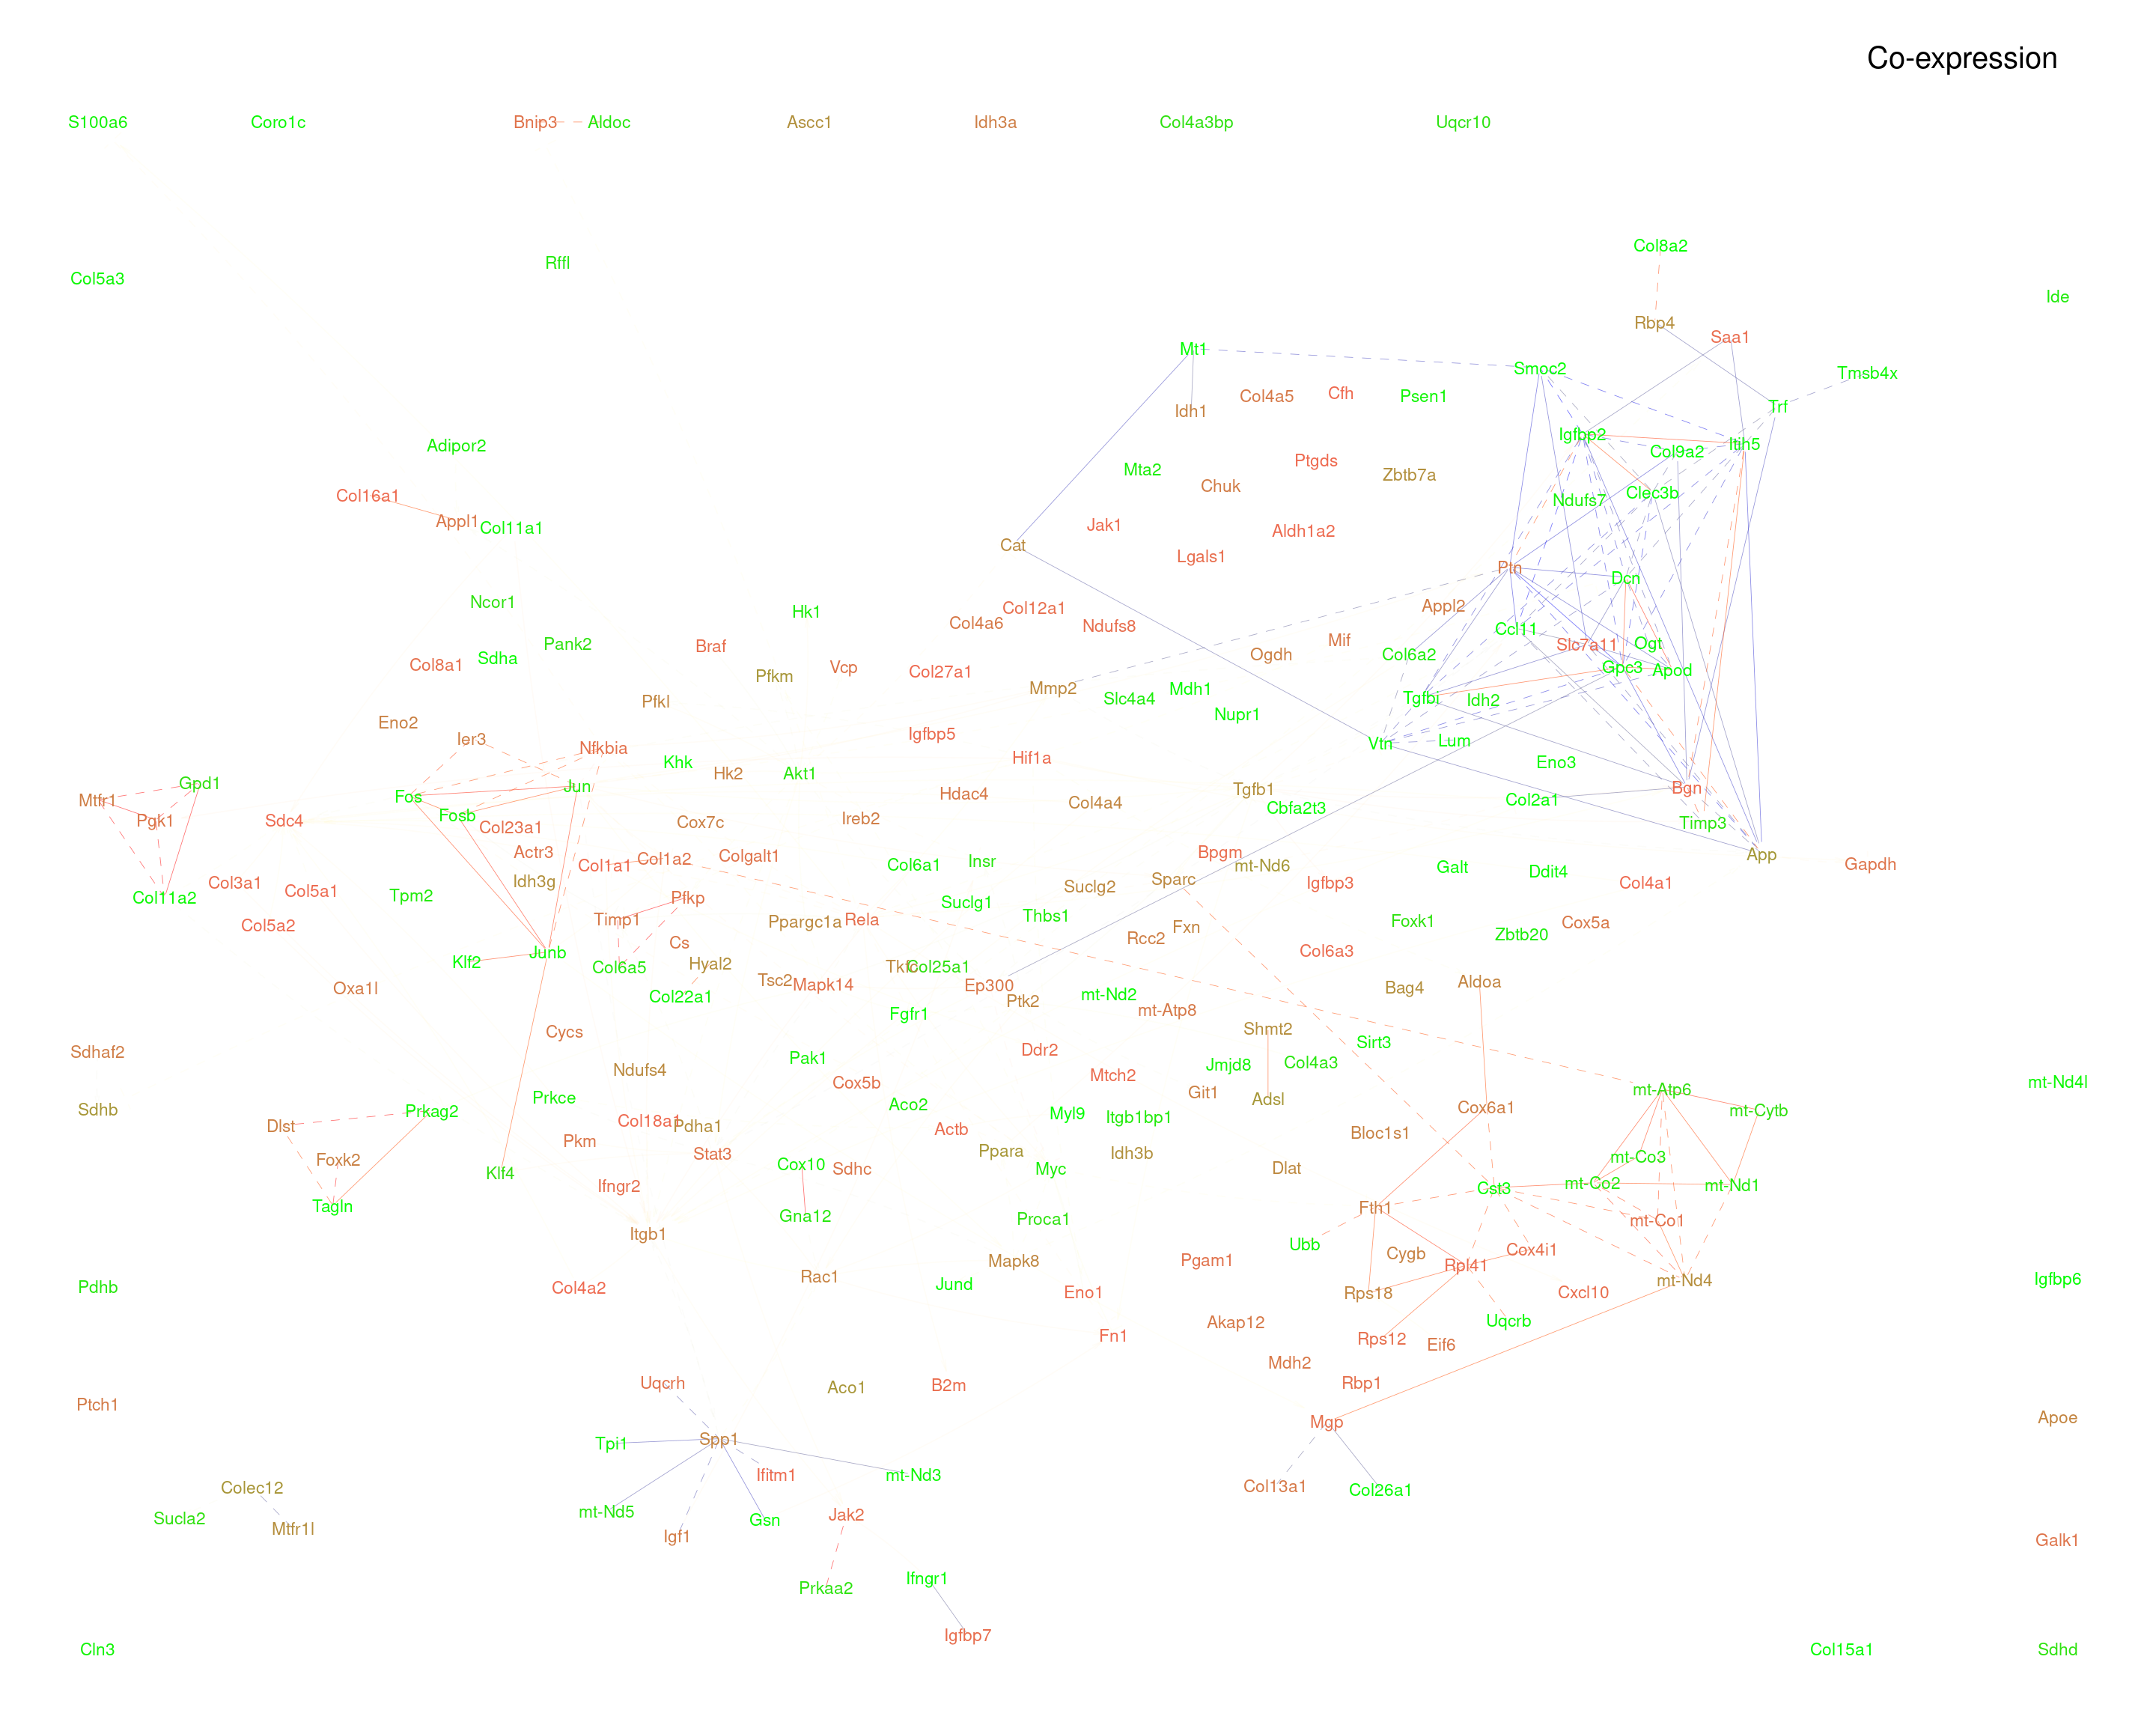 Co-expression
S100a6
Coro1c
Bnip3
Aldoc
Ascc1
Idh3a
Col4a3bp
Uqcr10
Col8a2
Rffl
Col5a3
Ide
Rbp4
Saa1
Mt1
Smoc2
Tmsb4x
Col4a5
Cfh
Psen1
Idh1
Trf
Igfbp2
Itih5
Adipor2
Col9a2
Ptgds
Mta2
Zbtb7a
Chuk
Clec3b
Col16a1
Ndufs7
Appl1
Col11a1
Jak1
Aldh1a2
Cat
Lgals1
Ptn
Dcn
Ncor1
Hk1
Col12a1
Appl2
Col4a6
Ndufs8
Ccl11
Pank2
Braf
Mif
Slc7a11
Ogt
Sdha
Col8a1
Vcp
Ogdh
Col6a2
Gpc3
Apod
Col27a1
Pfkm
Mmp2
Mdh1
Pfkl
Slc4a4
Tgfbi
Idh2
Nupr1
Eno2
Ier3
Igfbp5
Vtn
Lum
Nfkbia
Khk
Hif1a
Eno3
Hk2
Akt1
Gpd1
Jun
Tgfb1
Bgn
Mtfr1
Fos
Hdac4
Col4a4
Cbfa2t3
Col2a1
Pgk1
Sdc4
Fosb
Col23a1
Cox7c
Ireb2
Timp3
Actr3
Col1a1
Col1a2
Colgalt1
Col6a1
Insr
Bpgm
mt-Nd6
App
Gapdh
Galt
Ddit4
Col3a1
Col5a1
Idh3g
Suclg2
Sparc
Igfbp3
Col4a1
Col11a2
Tpm2
Pfkp
Suclg1
Thbs1
Col5a2
Timp1
Ppargc1a
Rela
Fxn
Foxk1
Cox5a
Rcc2
Zbtb20
Klf2
Junb
Cs
Col6a5
Hyal2
Tkfc
Col25a1
Col6a3
Oxa1l
Col22a1
Tsc2
Mapk14
Ep300
Ptk2
mt-Nd2
Bag4
Aldoa
Fgfr1
mt-Atp8
Cycs
Shmt2
Sirt3
Sdhaf2
Ndufs4
Pak1
Ddr2
Jmjd8
Col4a3
Cox5b
Mtch2
mt-Nd4l
Sdhb
Prkag2
Prkce
Aco2
Git1
Adsl
mt-Atp6
Dlst
Col18a1
Pdha1
Actb
Myl9
Itgb1bp1
Cox6a1
mt-Cytb
Foxk2
Pkm
Stat3
Ppara
Idh3b
Bloc1s1
mt-Co3
Klf4
Cox10
Sdhc
Myc
Dlat
Tagln
Ifngr2
Gna12
Proca1
Fth1
Cst3
mt-Co2
mt-Nd1
Itgb1
Ubb
Cygb
mt-Co1
Pdhb
Col4a2
Rac1
Jund
Mapk8
Eno1
Pgam1
Rps18
Rpl41
Cox4i1
Cxcl10
mt-Nd4
Igfbp6
Fn1
Akap12
Rps12
Eif6
Uqcrb
Uqcrh
Aco1
B2m
Mdh2
Rbp1
Ptch1
Mgp
Apoe
Tpi1
Spp1
Ifitm1
mt-Nd3
Colec12
Col13a1
Col26a1
Sucla2
Mtfr1l
mt-Nd5
Igf1
Gsn
Jak2
Galk1
Prkaa2
Ifngr1
Igfbp7
Cln3
Col15a1
Sdhd